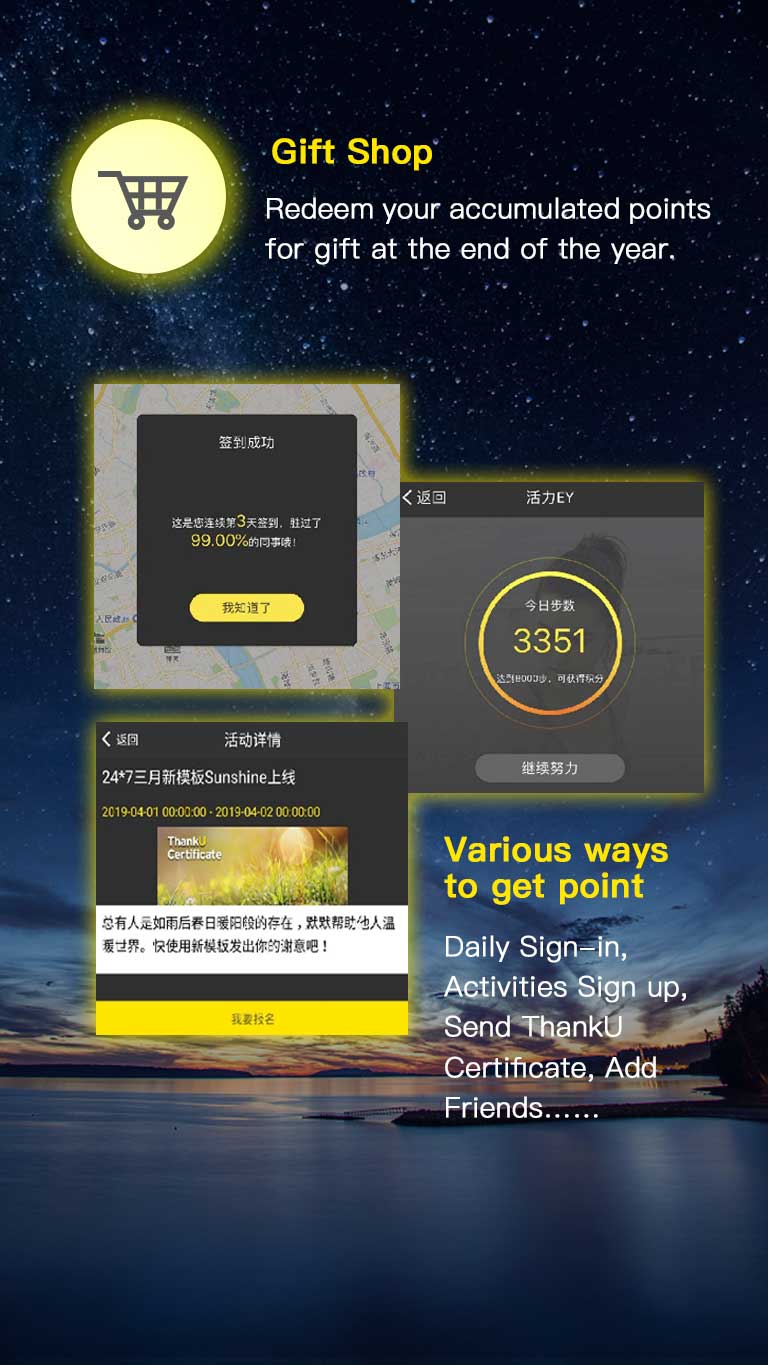 Gift Shop
Redeem your accumulated points
for gift at the end of the year.
签到成功
这是您连续第3天签到，胜过了
99.00%的同事哦！
我知道了
返回
活力EY
今日步数
3351
达到8000步，可获得积分
继续努力
返回
活动详情
24*7三月新模板Sunshine上线
2019-04-01 00:00:00 - 2019-04-02 00:00:00
ThankU
Certificate
总有人是如雨后春日暖阳般的存在，默默帮助他人温
暖世界。快使用新模板发出你的谢意吧！
我要报名
Various ways
to get point
Daily Sign-in,
Activities Sign up,
Send ThankU
Certificate, Add
Friends......